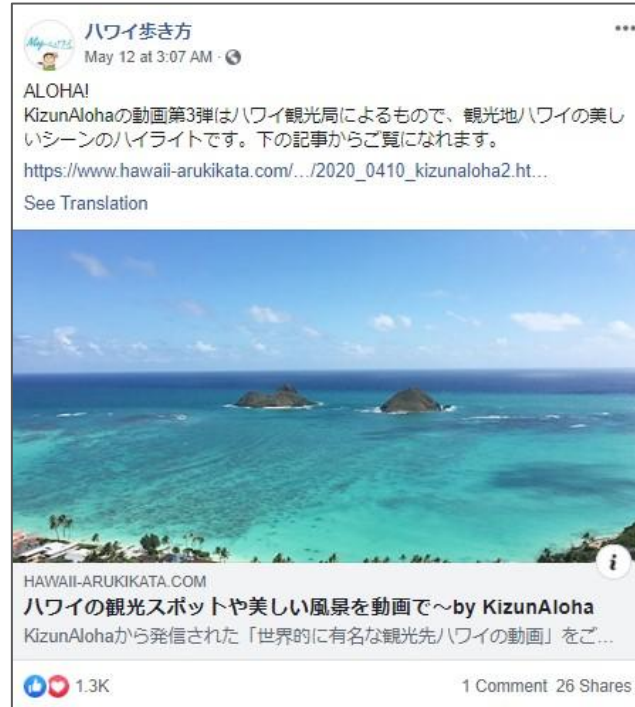 ハワイ歩き方
May 12 at 3:07 AM ·
ALOHA!
KizunAlohaの動画第3弾はハワイ観光局によるもので、観光地ハワイの美し
いシーンのハイライトです。下の記事からご覧になれます。
https://www.hawaii-arukikata.com/.../2020_0410_kizunaloha2.ht...
See Translation
HAWAII-ARUKIKATA.COM
ハワイの観光スポットや美しい風景を動画で～by KizunAloha
KizunAlohaから発信された「世界的に有名な観光先ハワイの動画」をご...
1.3K
1 Comment 26 Shares